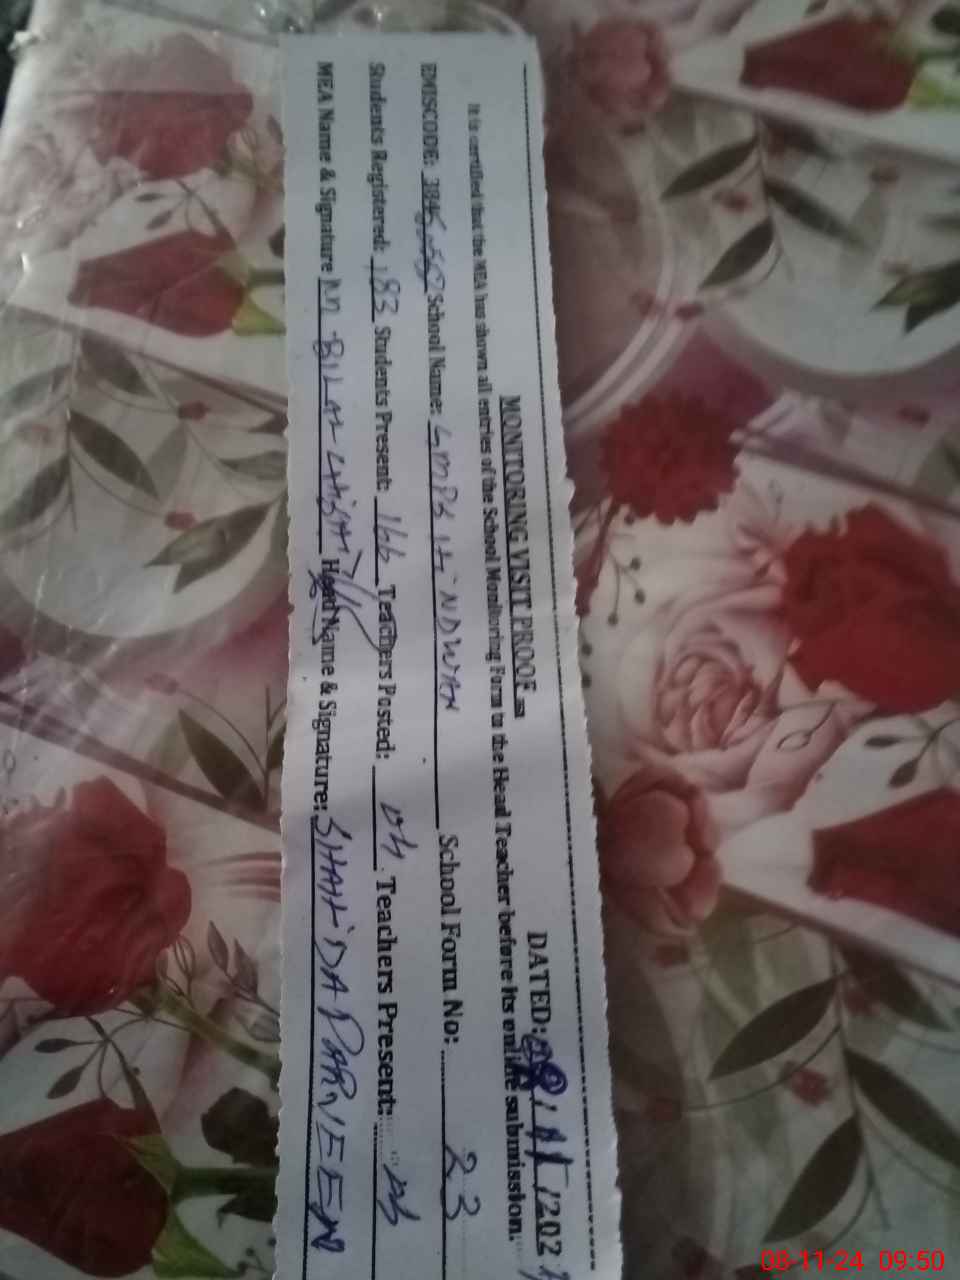 MONITORING VISIT PROOF
DATED: /11/202
It is certified that the MEA has shown all entries of the School Monitoring Form to the Head Teacher before its online submission.
EMISCODE: School Name: GMPS HINDWAN School Form No: 23
Students Registered: 183 Students Present: 166 Teachers Posted: 04 Teachers Present:
MEA Name & Signature M BILAL Head Name & Signature: SHAHIDA PARVEEN
08-11-24 09:50